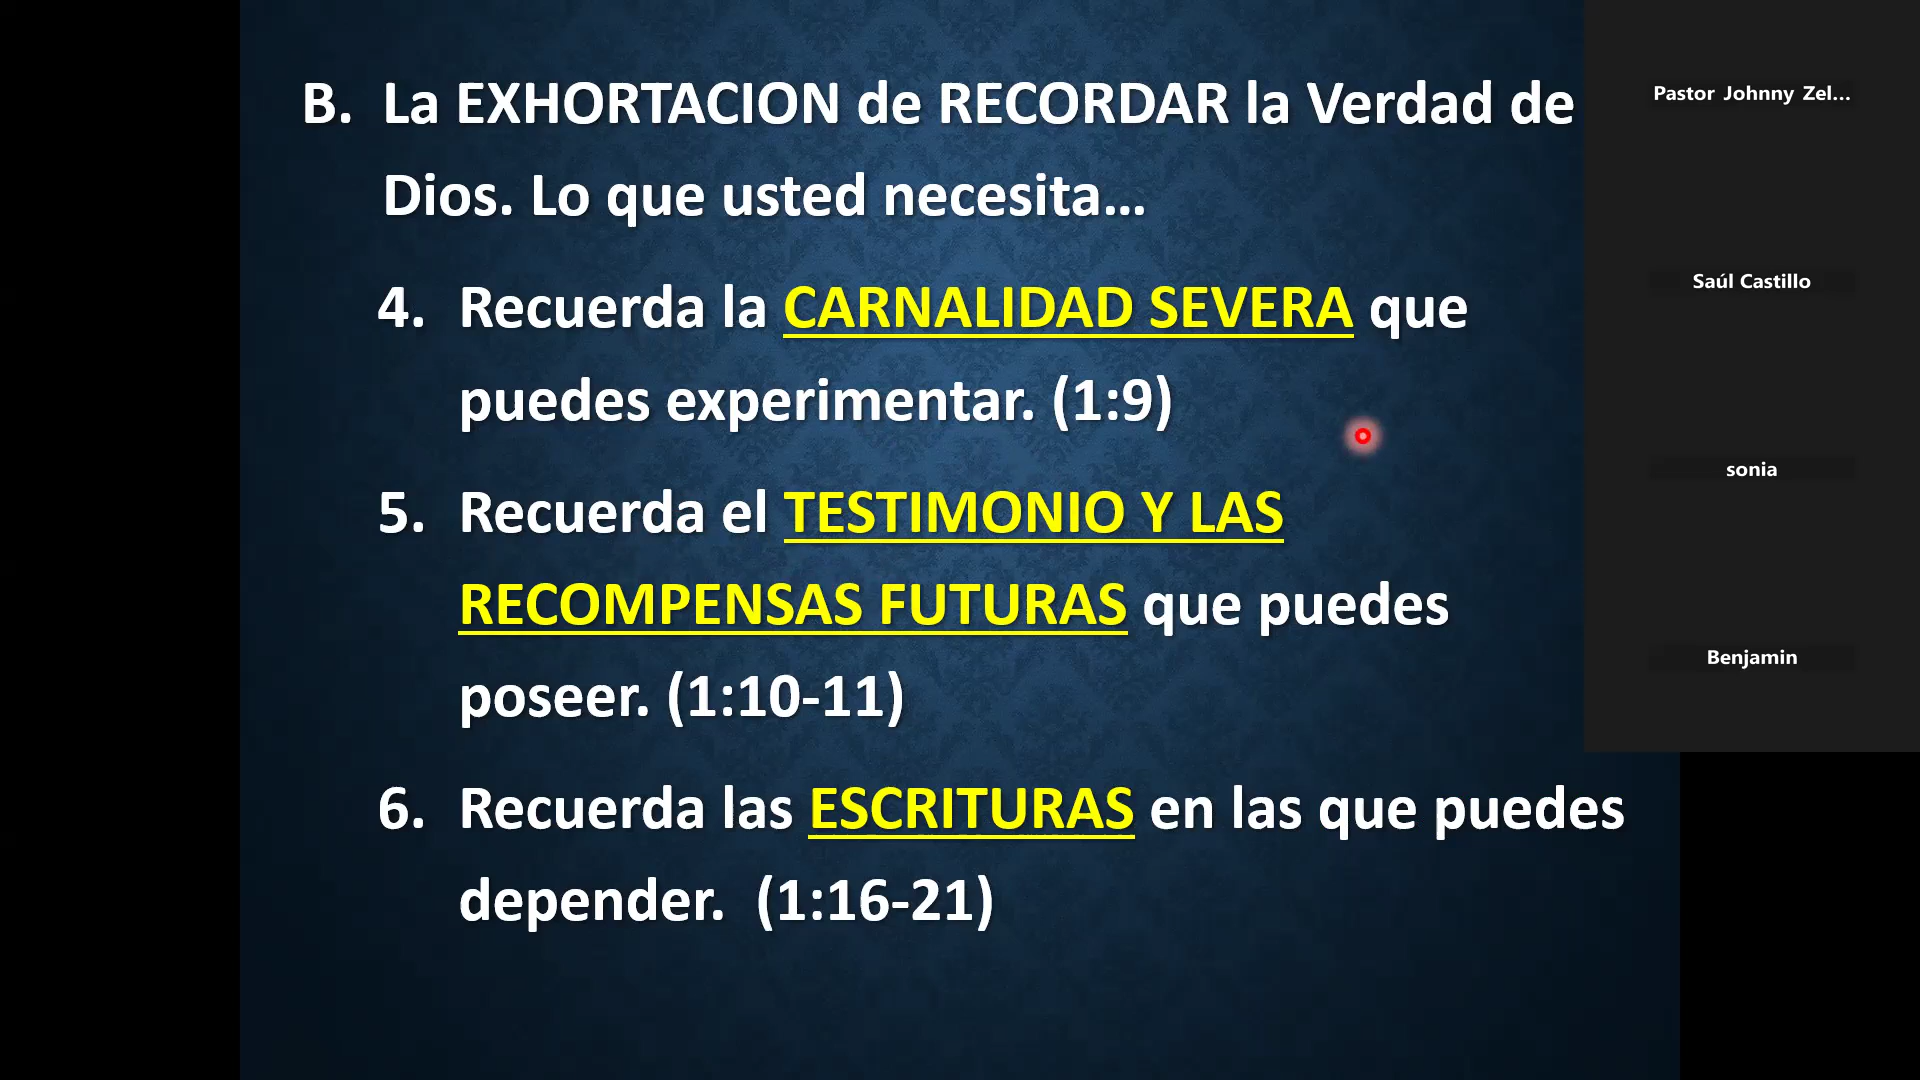 B. La EXHORTACION de RECORDAR la Verdad de
Dios. Lo que usted necesita...
4. Recuerda la CARNALIDAD SEVERA que
puedes experimentar. (1:9)
5. Recuerda el TESTIMONIO Y LAS
RECOMPENSAS FUTURAS que puedes
poseer. (1:10-11)
6. Recuerda las ESCRITURAS en las que puedes
depender. (1:16-21)
Pastor Johnny Zel...
Saúl Castillo
sonia
Benjamin